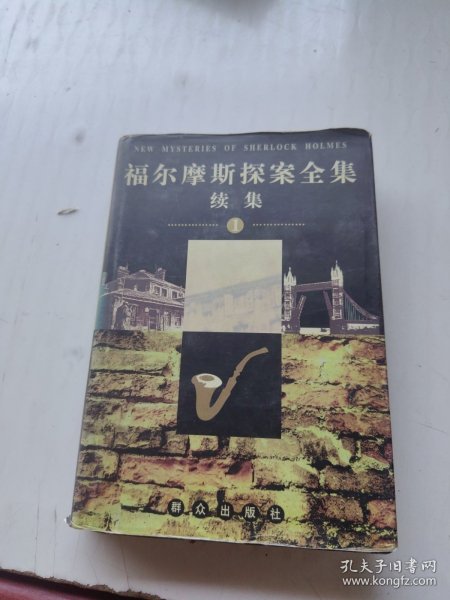 NEW MYSTERIES OF SHERLOCK HOLMES
福尔摩斯探案全集
续集
1
群众出版社
孔夫子旧书网
www.kongfz.com